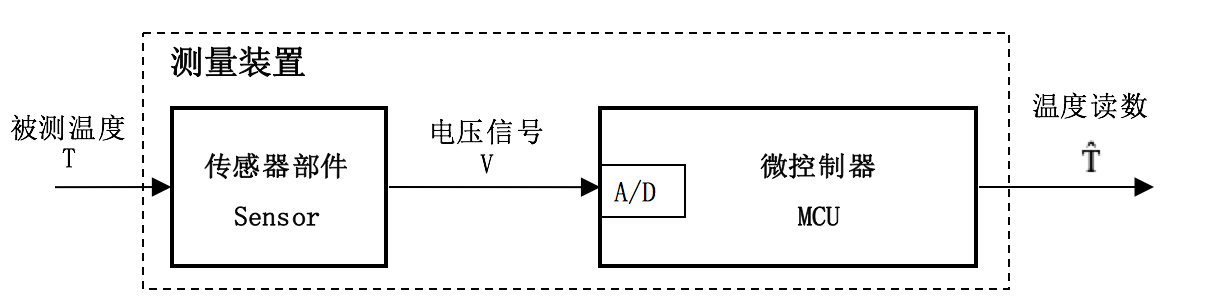 测量装置
被测温度
T
传感器部件
Sensor
电压信号
V
A/D
微控制器
MCU
温度读数
T̂